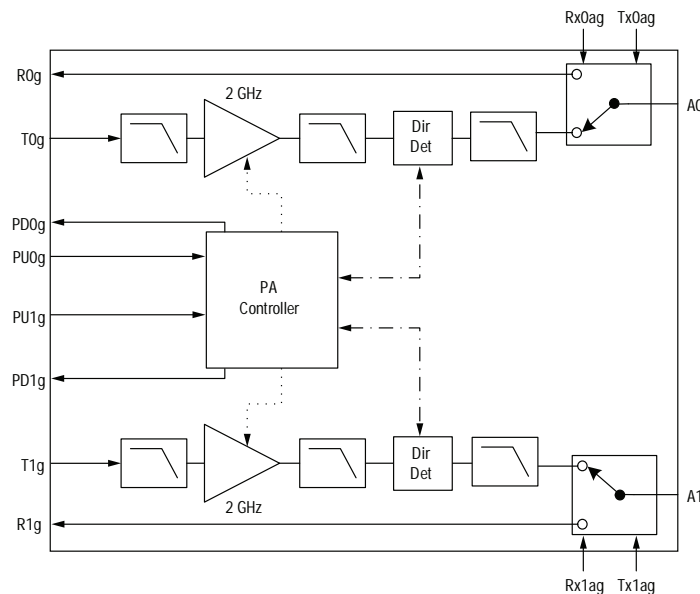 Rx0ag Tx0ag
R0g
2 GHz
A0
T0g
Dir
Det
PD0g
PU0g
PA
Controller
PU1g
PD1g
T1g
Dir
Det
2 GHz
A1
R1g
Rx1ag Tx1ag